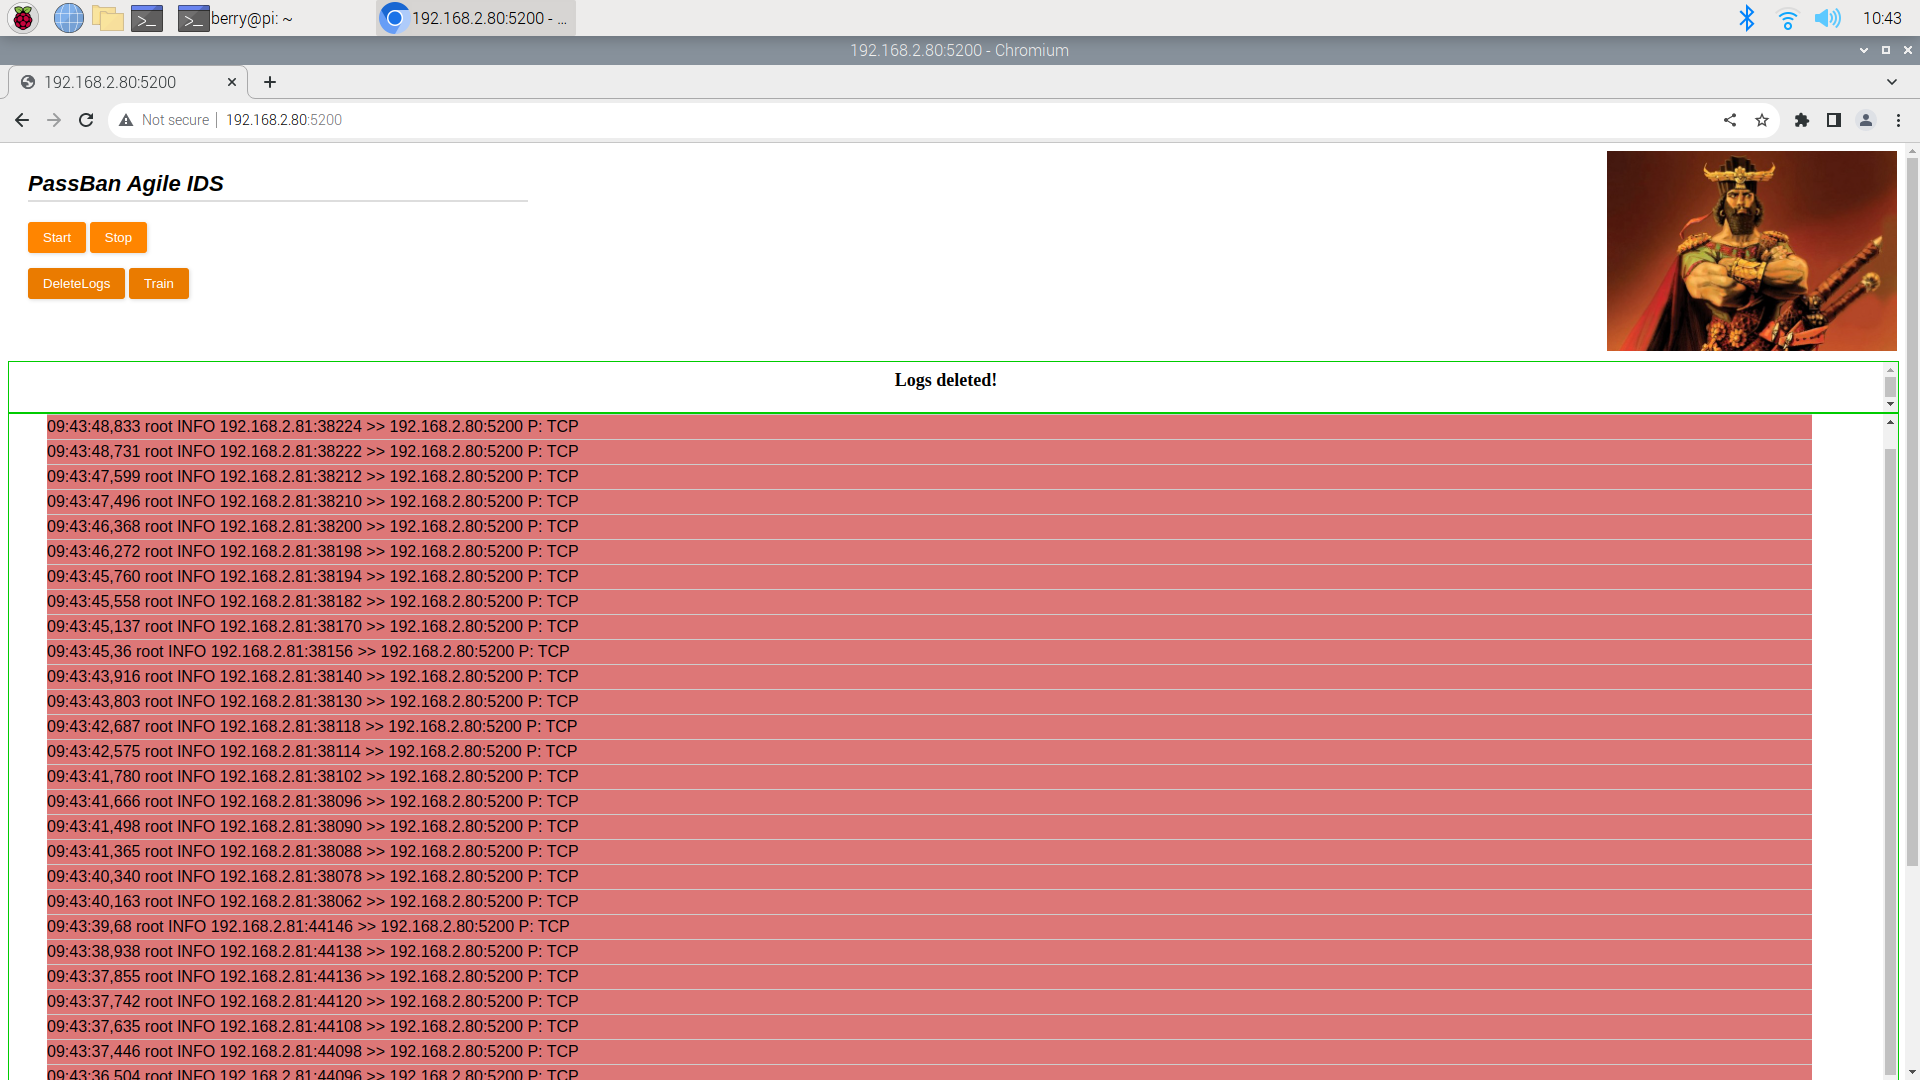 berry@pi: ~
192.168.2.80:5200 - ...
10:43
192.168.2.80:5200 - Chromium
192.168.2.80:5200
Not secure
192.168.2.80:5200
PassBan Agile IDS
Start Stop
DeleteLogs Train
Logs deleted!
09:43:48,833 root INFO 192.168.2.81:38224 >> 192.168.2.80:5200 P: TCP
09:43:48,731 root INFO 192.168.2.81:38222 >> 192.168.2.80:5200 P: TCP
09:43:47,599 root INFO 192.168.2.81:38212 >> 192.168.2.80:5200 P: TCP
09:43:47,496 root INFO 192.168.2.81:38210 >> 192.168.2.80:5200 P: TCP
09:43:46,368 root INFO 192.168.2.81:38200 >> 192.168.2.80:5200 P: TCP
09:43:46,272 root INFO 192.168.2.81:38198 >> 192.168.2.80:5200 P: TCP
09:43:45,760 root INFO 192.168.2.81:38194 >> 192.168.2.80:5200 P: TCP
09:43:45,558 root INFO 192.168.2.81:38182 >> 192.168.2.80:5200 P: TCP
09:43:45,137 root INFO 192.168.2.81:38170 >> 192.168.2.80:5200 P: TCP
09:43:45,36 root INFO 192.168.2.81:38156 >> 192.168.2.80:5200 P: TCP
09:43:43,916 root INFO 192.168.2.81:38140 >> 192.168.2.80:5200 P: TCP
09:43:43,803 root INFO 192.168.2.81:38130 >> 192.168.2.80:5200 P: TCP
09:43:42,687 root INFO 192.168.2.81:38118 >> 192.168.2.80:5200 P: TCP
09:43:42,575 root INFO 192.168.2.81:38114 >> 192.168.2.80:5200 P: TCP
09:43:41,780 root INFO 192.168.2.81:38102 >> 192.168.2.80:5200 P: TCP
09:43:41,666 root INFO 192.168.2.81:38096 >> 192.168.2.80:5200 P: TCP
09:43:41,498 root INFO 192.168.2.81:38090 >> 192.168.2.80:5200 P: TCP
09:43:41,365 root INFO 192.168.2.81:38088 >> 192.168.2.80:5200 P: TCP
09:43:40,340 root INFO 192.168.2.81:38078 >> 192.168.2.80:5200 P: TCP
09:43:40,163 root INFO 192.168.2.81:38062 >> 192.168.2.80:5200 P: TCP
09:43:39,68 root INFO 192.168.2.81:44146 >> 192.168.2.80:5200 P: TCP
09:43:38,938 root INFO 192.168.2.81:44138 >> 192.168.2.80:5200 P: TCP
09:43:37,855 root INFO 192.168.2.81:44136 >> 192.168.2.80:5200 P: TCP
09:43:37,742 root INFO 192.168.2.81:44120 >> 192.168.2.80:5200 P: TCP
09:43:37,635 root INFO 192.168.2.81:44108 >> 192.168.2.80:5200 P: TCP
09:43:37,446 root INFO 192.168.2.81:44098 >> 192.168.2.80:5200 P: TCP
09:43:36,504 root INFO 192.168.2.81:44096 >> 192.168.2.80:5200 P: TCP